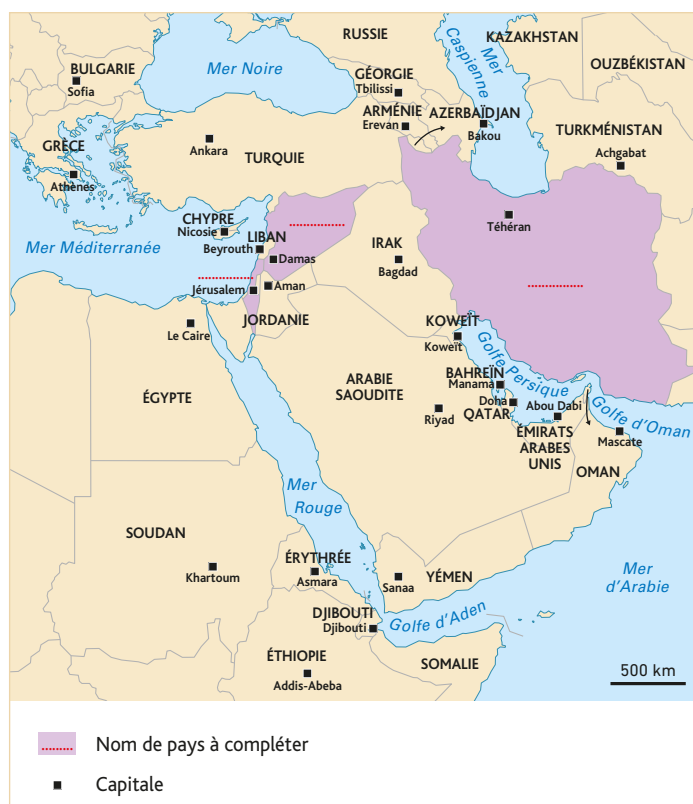 RUSSIE
KAZAKHSTAN
OUZBÉKISTAN
BULGARIE
Sofia
Mer Noire
Mer
Caspienne
GÉORGIE
Tbilissi
ARMÉNIE
Erevan
AZERBAÏDJAN
Bakou
TURKMÉNISTAN
Achgabat
GRÈCE
Athènes
Ankara
TURQUIE
Téhéran
CHYPRE
Nicosie
LIBAN
Beyrouth
Damas
Mer Méditerranée
IRAK
Bagdad
Jérusalem
Aman
JORDANIE
Le Caire
KOWEÏT
Koweït
Golfe Persique
ÉGYPTE
ARABIE
SAOUDITE
BAHREÏN
Manama
Doha
QATAR
Riyad
Abou Dabi
Golfe d'Oman
ÉMIRATS
ARABES
UNIS
Mascate
OMAN
Mer
Rouge
SOUDAN
Khartoum
ÉRYTHRÉE
Asmara
Sanaa
YÉMEN
Mer
d'Arabie
DJIBOUTI
Djibouti
Golfe d'Aden
ÉTHIOPIE
Addis-Abeba
SOMALIE
500 km
Nom de pays à compléter
Capitale